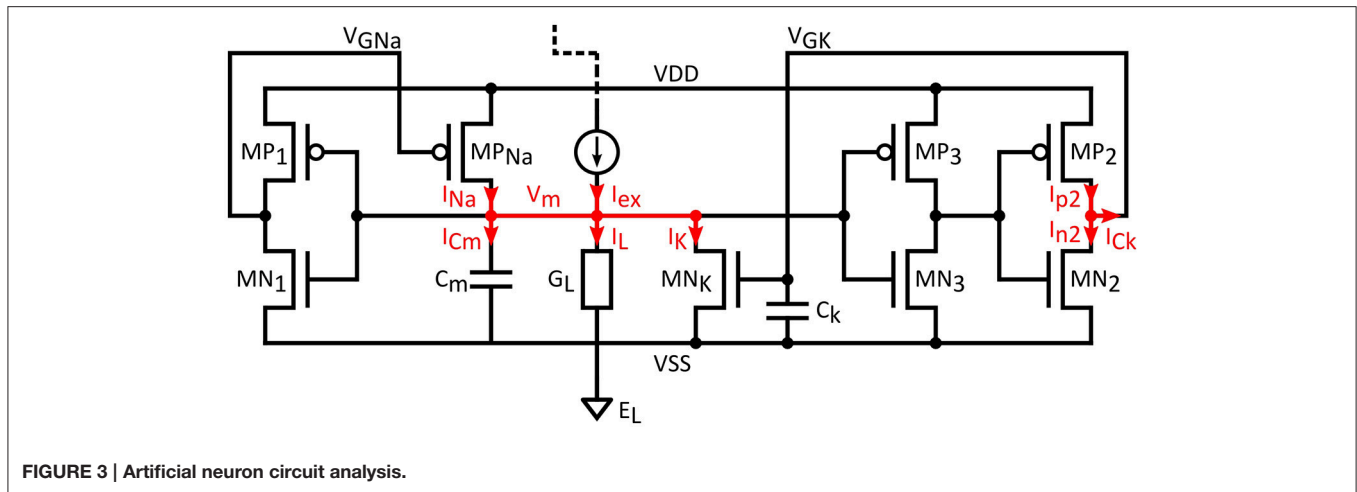 VGNa
VGK
VDD
MP1
MPNa
MP3
MP2
INa
Vm
Iex
Ip2
ICm
IL
IK
In2
ICk
MN1
Cm
GL
MNK
MN3
MN2
Ck
VSS
EL
FIGURE 3 | Artificial neuron circuit analysis.